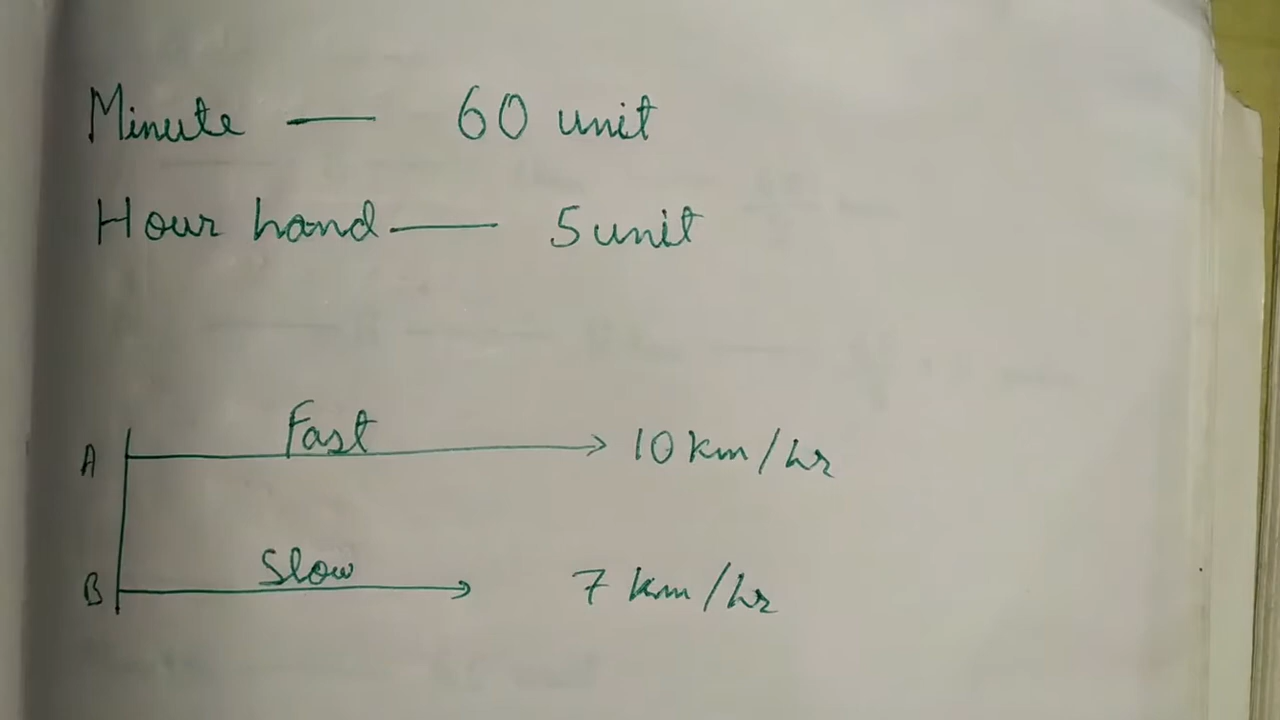 Minute — 60 unit
Hour hand — 5 unit
A Fast 10 km/hr
B Slow 7 km/hr